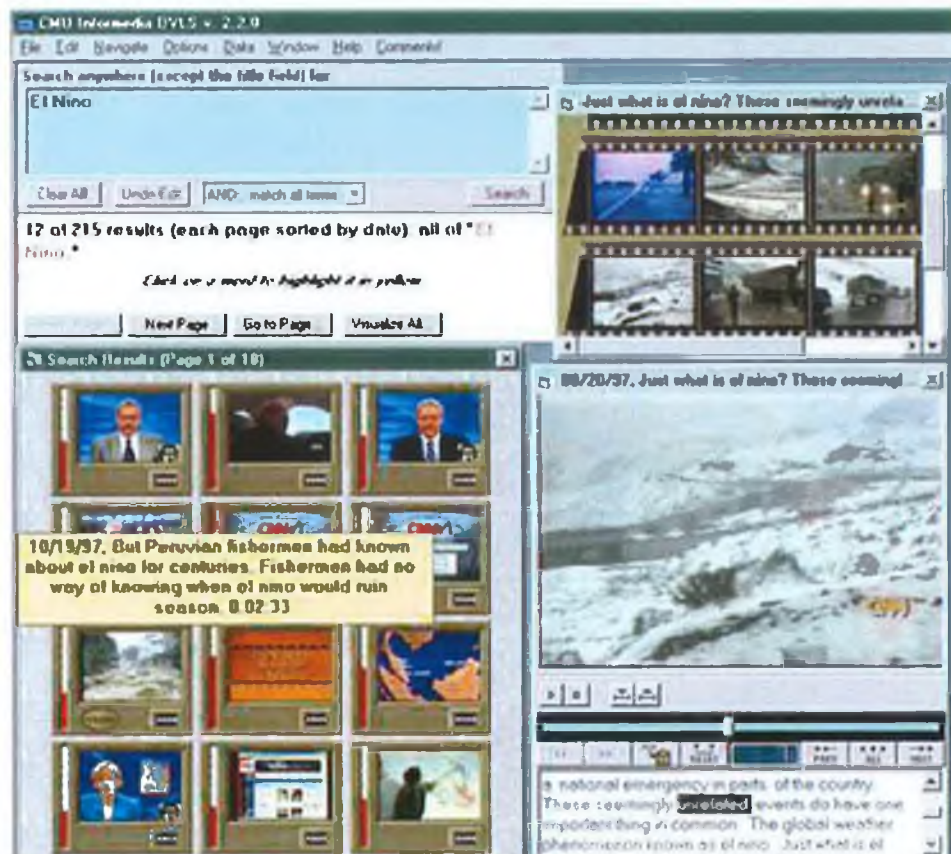 CMU Informedia DVLS v. 2.2.0
File Edit Navigate Options Data Window Help Comments!
Search anywhere (except the title field) for
El Nino
Clear All Undo Edit AND: match all terms Search
12 of 215 results (each page sorted by date), all of "El
Nino."
Click on a word to highlight it in yellow
Next Page Go to Page Visualize All
Search Results (Page 1 of 18)
10/19/97, But Peruvian fishermen had known
about el nino for centuries. Fishermen had no
way of knowing when el nino would ruin
season. 0:02:33
Just what is el nino? These seemingly unrela...
08/20/97, Just what is el nino? These seemingl
PREV ALL NEXT
a national emergency in parts of the country.
These seemingly unrelated events do have one
important thing in common. The global weather
phenomenon known as el nino. Just what is el